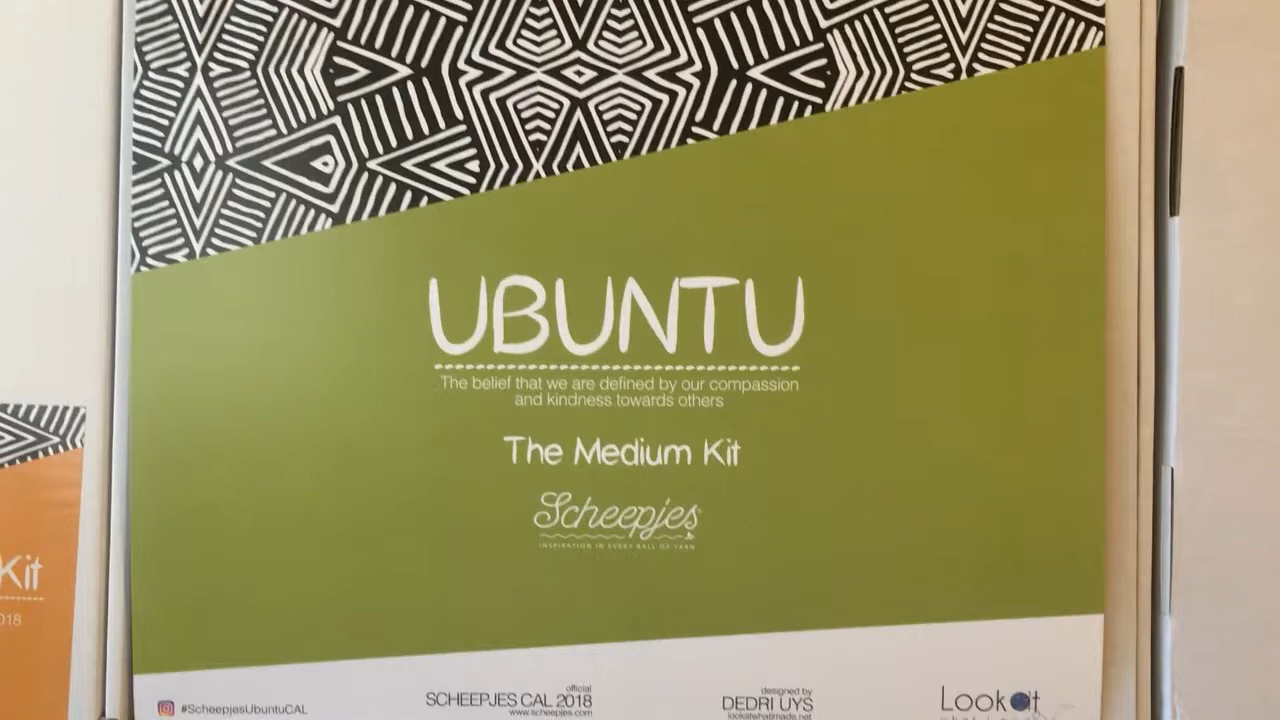 UBUNTU
The belief that we are defined by our compassion
and kindness towards others
The Medium Kit
Scheepjes
INSPIRATION IN EVERY BALL OF YARN
Kit
018
#ScheepjesUbuntuCAL
official
SCHEEPJES CAL 2018
www.scheepjes.com
designed by
DEDRI UYS
lookatwhatimade.net
Look at